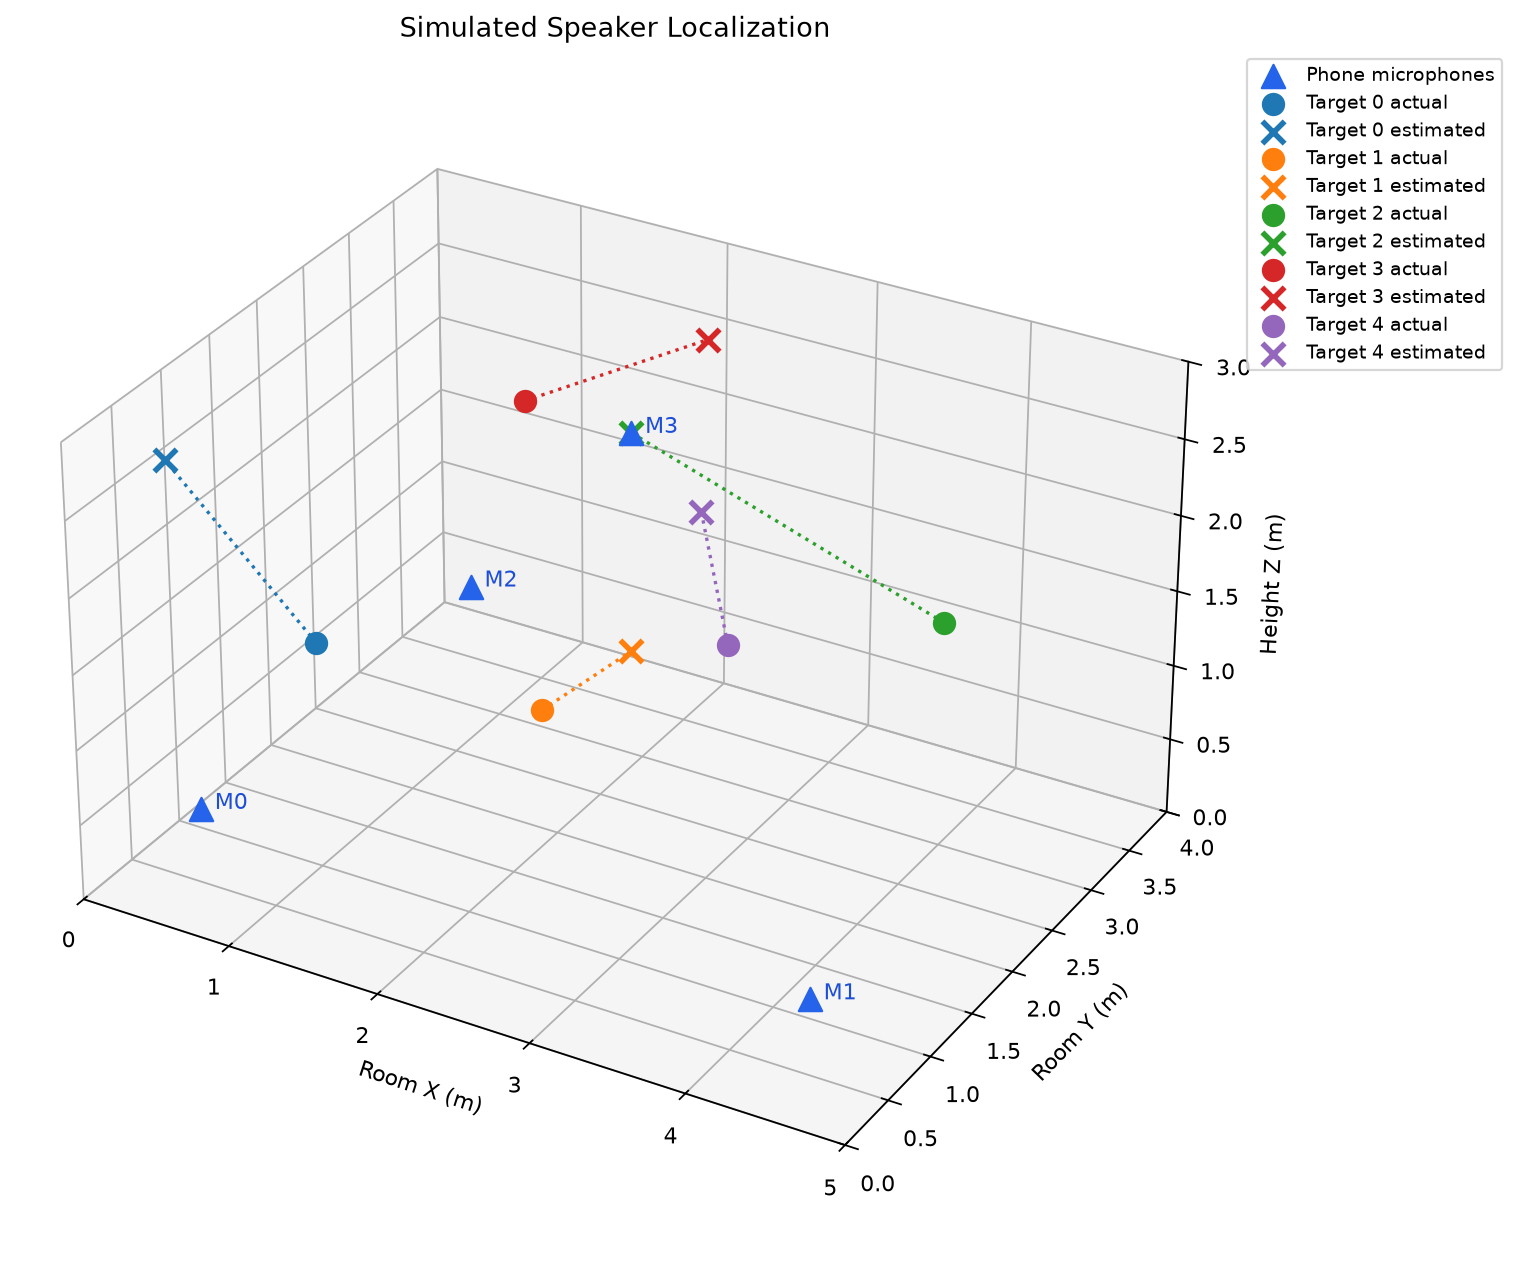 Simulated Speaker Localization
Phone microphones
Target 0 actual
Target 0 estimated
Target 1 actual
Target 1 estimated
Target 2 actual
Target 2 estimated
Target 3 actual
Target 3 estimated
Target 4 actual
Target 4 estimated
M3
M2
M0
M1
0
1
2
3
4
5
Room X (m)
0.0
0.5
1.0
1.5
2.0
2.5
3.0
3.5
4.0
Room Y (m)
0.0
0.5
1.0
1.5
2.0
2.5
3.0
Height Z (m)